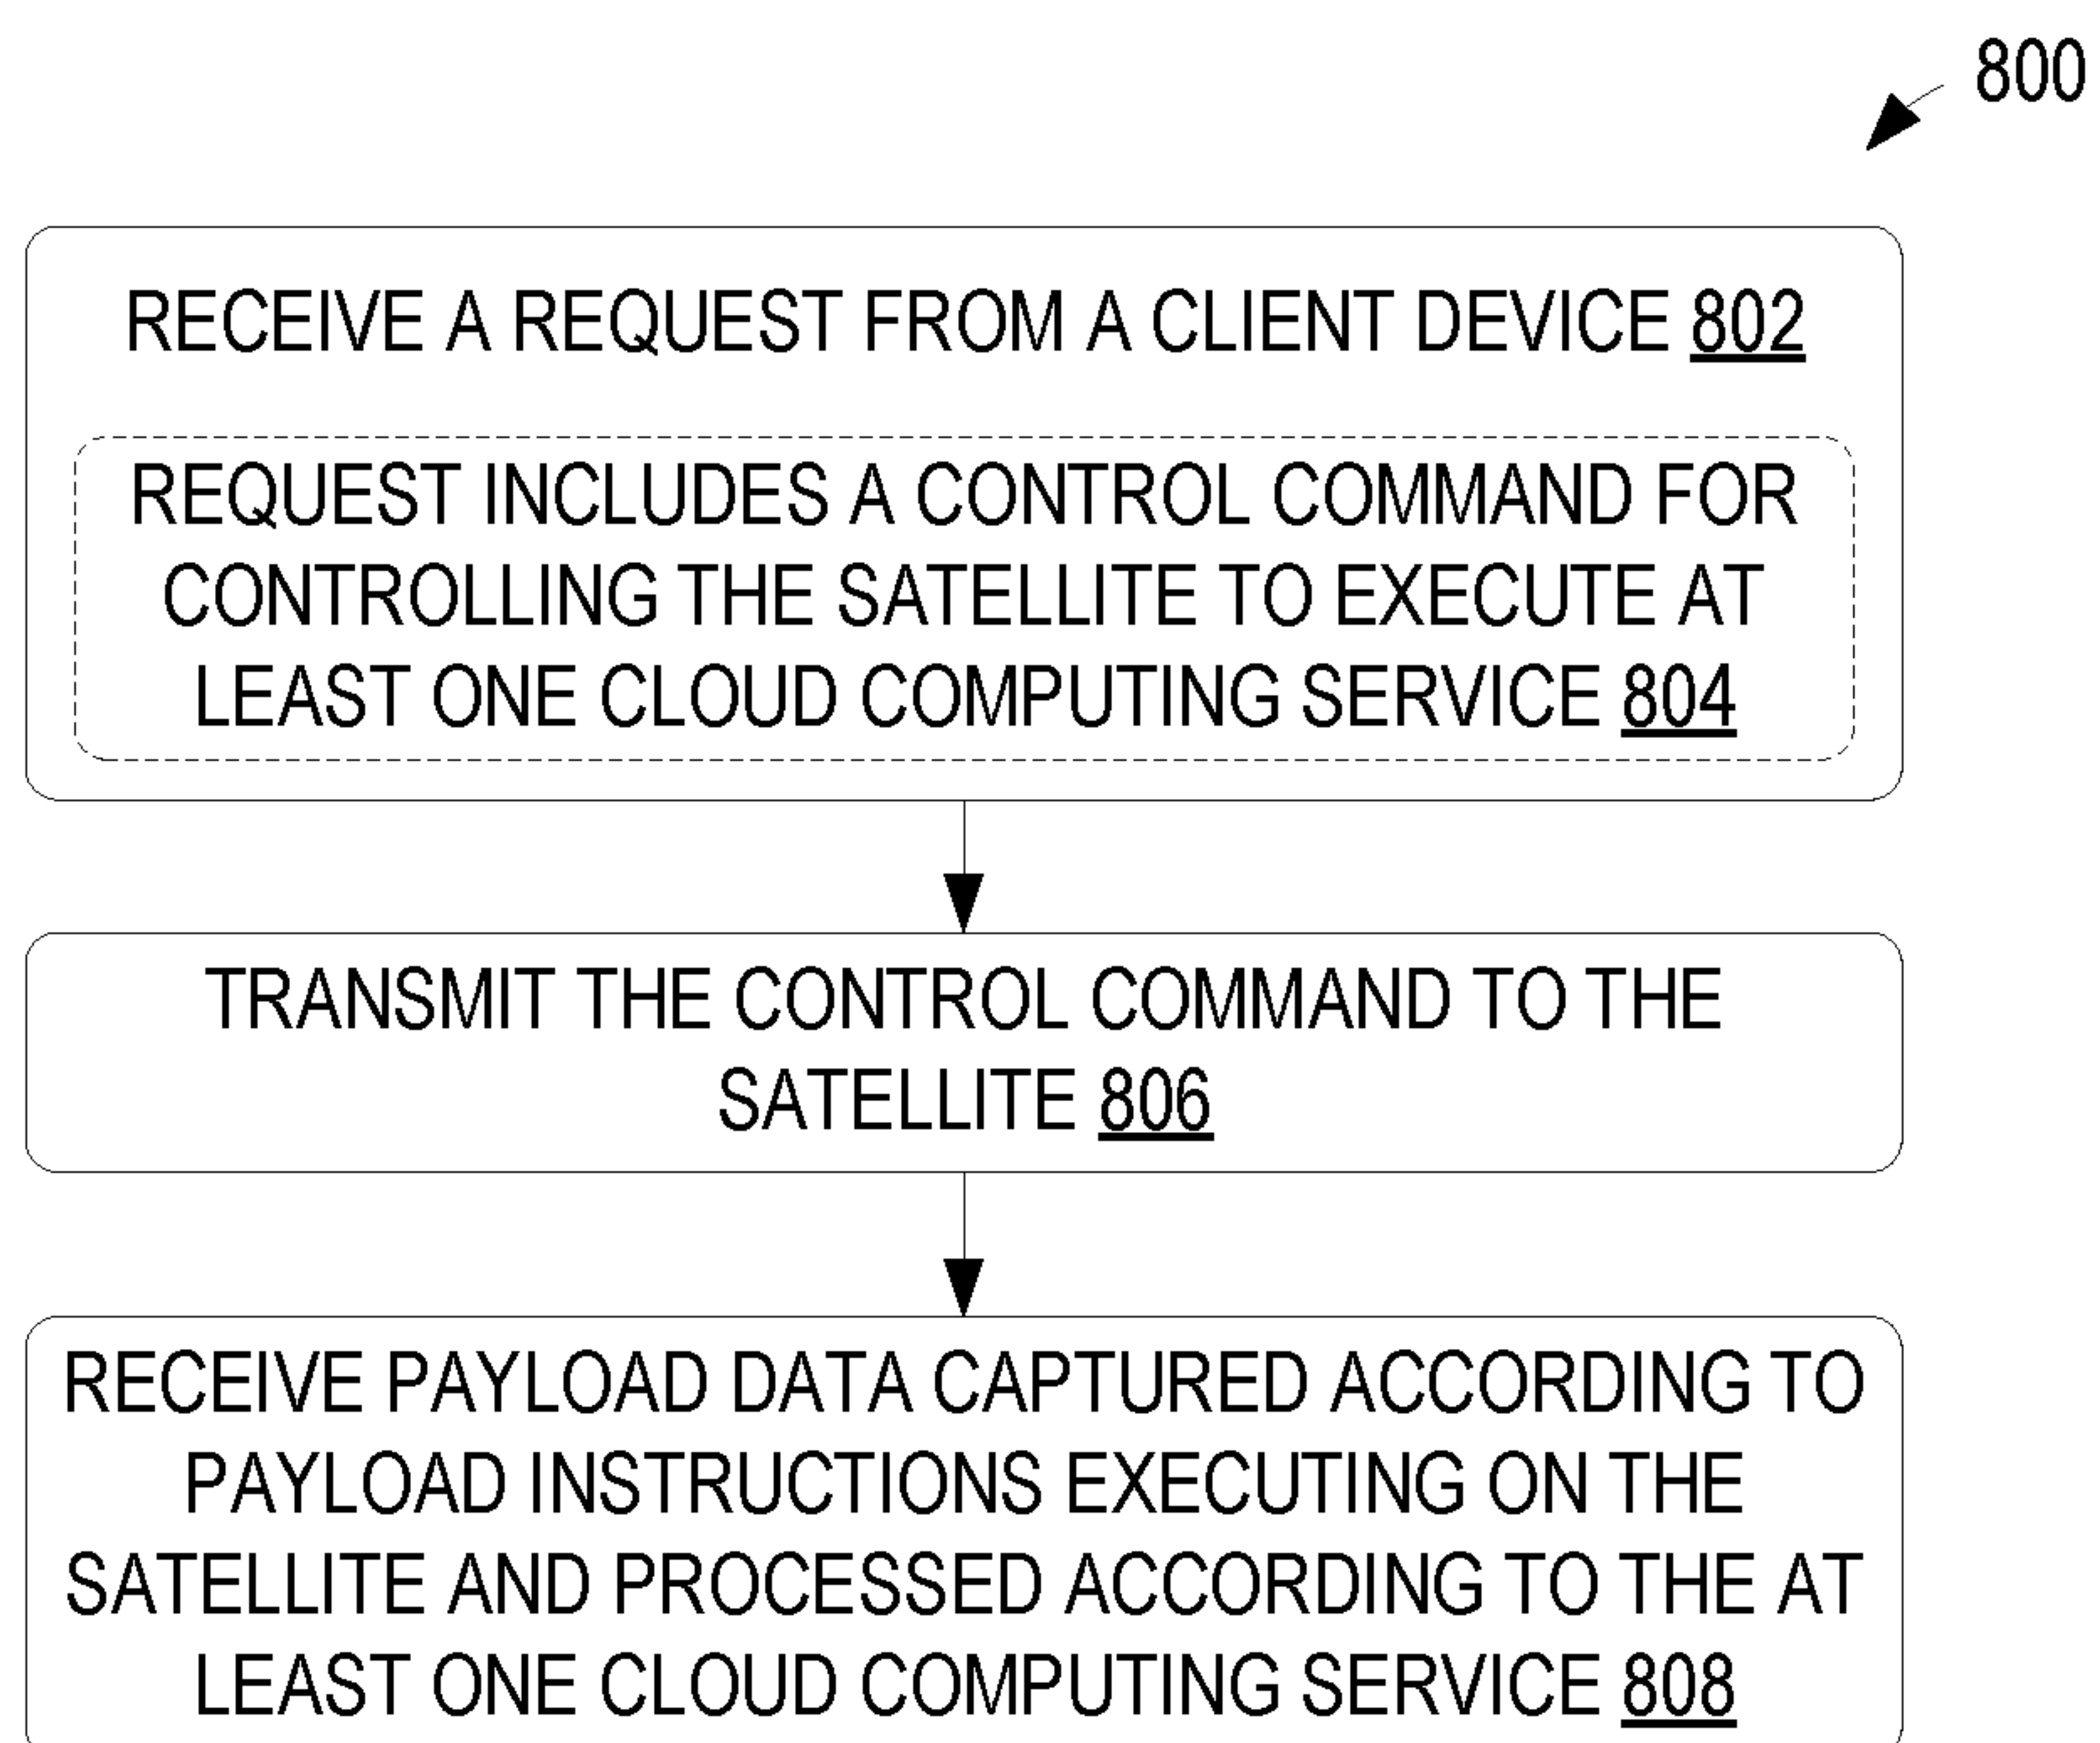 800
RECEIVE A REQUEST FROM A CLIENT DEVICE 802
REQUEST INCLUDES A CONTROL COMMAND FOR
CONTROLLING THE SATELLITE TO EXECUTE AT
LEAST ONE CLOUD COMPUTING SERVICE 804
TRANSMIT THE CONTROL COMMAND TO THE
SATELLITE 806
RECEIVE PAYLOAD DATA CAPTURED ACCORDING TO
PAYLOAD INSTRUCTIONS EXECUTING ON THE
SATELLITE AND PROCESSED ACCORDING TO THE AT
LEAST ONE CLOUD COMPUTING SERVICE 808